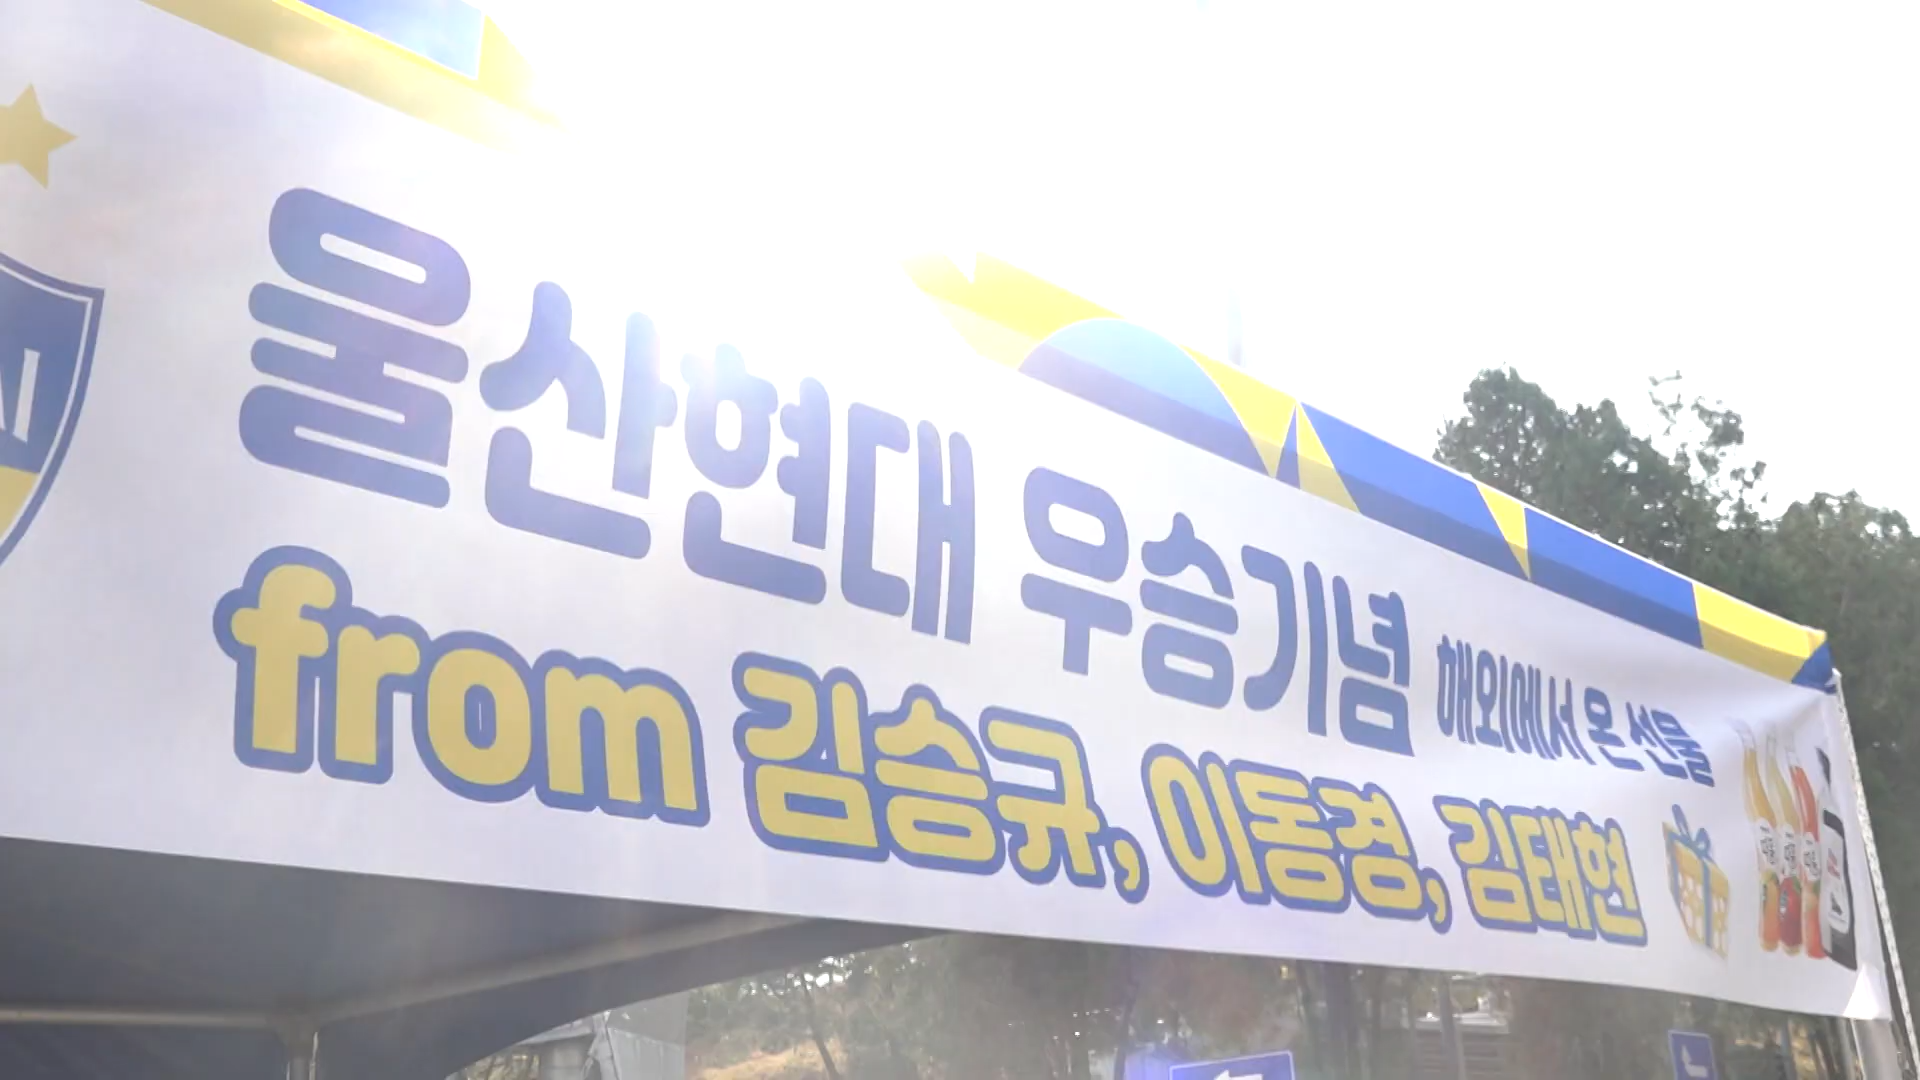 울산현대 우승기념 해외에서 온 선물
from 김승규, 이동경, 김태현